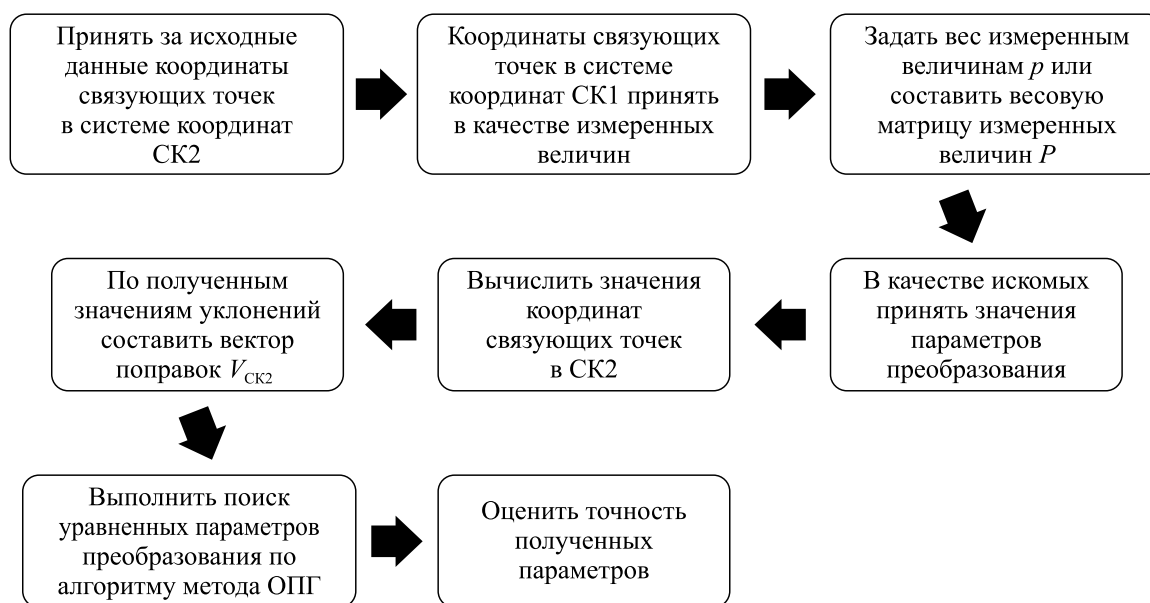 Принять за исходные
данные координаты
связующих точек
в системе координат
СК2
Координаты связующих
точек в системе
координат СК1 принять
в качестве измеренных
величин
Задать вес измеренным
величинам p или
составить весовую
матрицу измеренных
величин P
В качестве искомых
принять значения
параметров
преобразования
Вычислить значения
координат
связующих точек
в СК2
По полученным
значениям уклонений
составить вектор
поправок V_СК2
Выполнить поиск
уравненных параметров
преобразования по
алгоритму метода ОПГ
Оценить точность
полученных
параметров